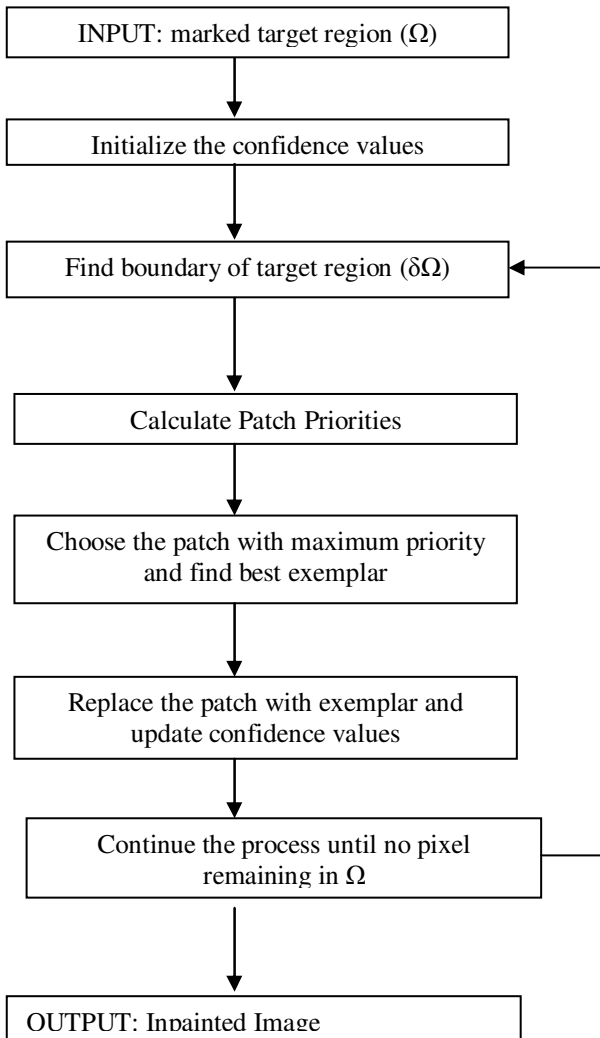 INPUT: marked target region (Ω)
Initialize the confidence values
Find boundary of target region (δΩ)
Calculate Patch Priorities
Choose the patch with maximum priority
and find best exemplar
Replace the patch with exemplar and
update confidence values
Continue the process until no pixel
remaining in Ω
OUTPUT: Inpainted Image